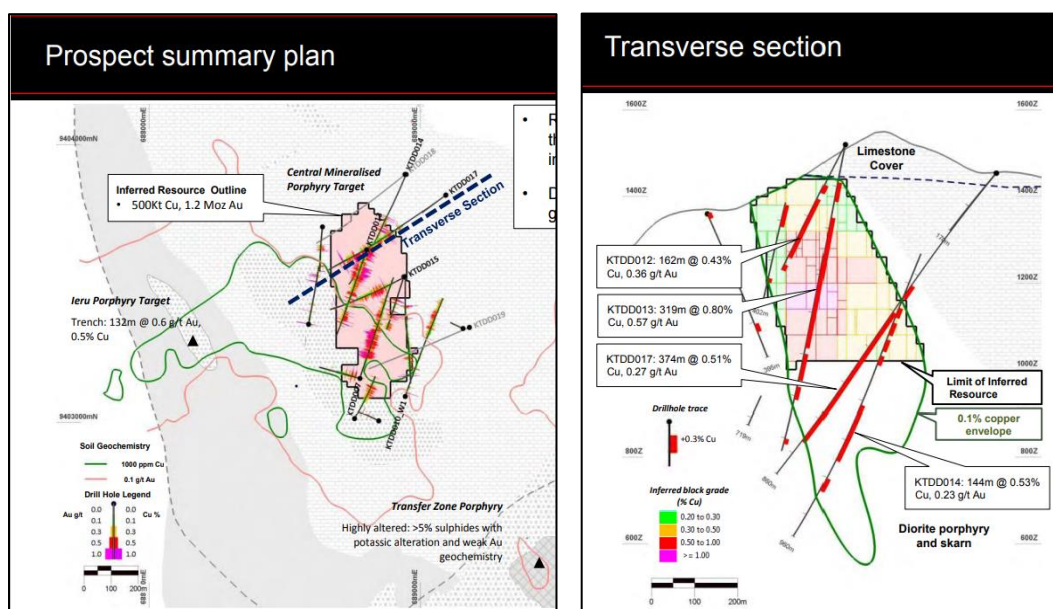 Prospect summary plan
9404000mN
688000mE
689000mE
KTDD014
KTDD018
KTDD017
Central Mineralised
Porphyry Target
Inferred Resource Outline
• 500Kt Cu, 1.2 Moz Au
Transverse Section
KTDD015
Ieru Porphyry Target
Trench: 132m @ 0.6 g/t Au,
0.5% Cu
KTDD019
9403000mN
KTDD007
KTDD010_W1
Soil Geochemistry
1000 ppm Cu
0.1 g/t Au
Drill Hole Legend
Au g/t Cu %
0.0 0.0
0.1 0.1
0.3 0.3
0.5 0.5
1.0 1.0
0 100 200m
Transfer Zone Porphyry
Highly altered: >5% sulphides with
potassic alteration and weak Au
geochemistry
689000mE
Transverse section
1600Z 1600Z
Limestone
Cover
1400Z 1400Z
KTDD012: 162m @ 0.43%
Cu, 0.36 g/t Au
1200Z 1200Z
KTDD013: 319m @ 0.80%
Cu, 0.57 g/t Au
KTDD017: 374m @ 0.51%
Cu, 0.27 g/t Au
1000Z 1000Z
Limit of Inferred
Resource
Drillhole trace
+0.3% Cu
0.1% copper
envelope
719m
800Z 800Z
KTDD014: 144m @ 0.53%
Cu, 0.23 g/t Au
Inferred block grade
(% Cu)
0.20 to 0.30
0.30 to 0.50
0.50 to 1.00
>= 1.00
Diorite porphyry
and skarn
600Z 600Z
0 100 200m